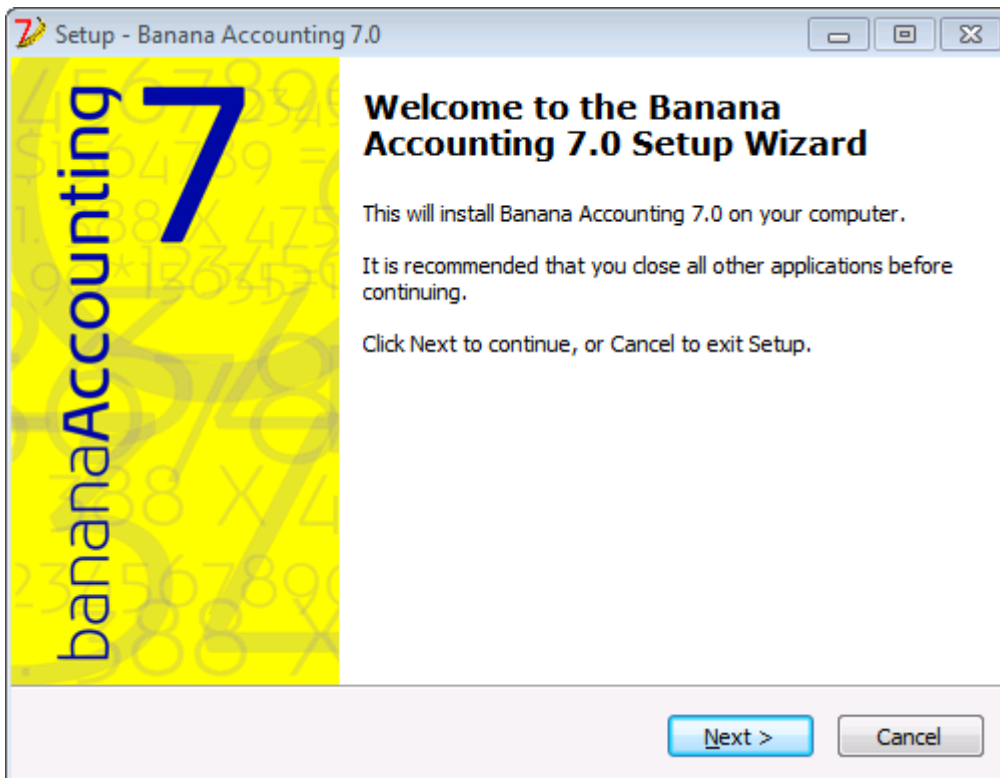 Setup - Banana Accounting 7.0
bananaAccounting 7
Welcome to the Banana
Accounting 7.0 Setup Wizard
This will install Banana Accounting 7.0 on your computer.
It is recommended that you close all other applications before
continuing.
Click Next to continue, or Cancel to exit Setup.
Next >
Cancel